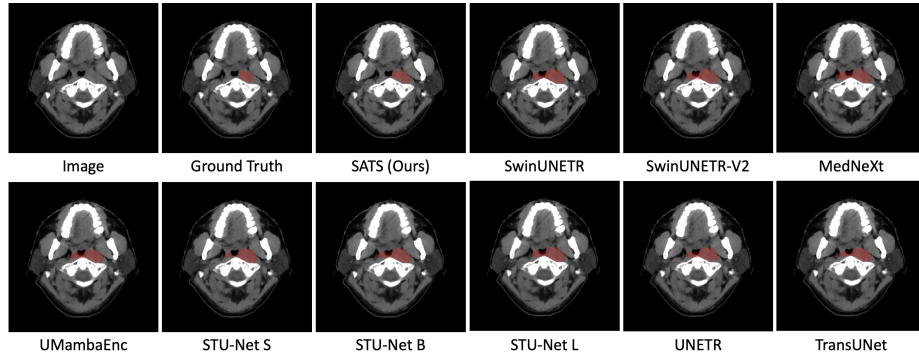 Image Ground Truth SATS (Ours) SwinUNETR SwinUNETR-V2 MedNeXt
UMambaEnc STU-Net S STU-Net B STU-Net L UNETR TransUNet